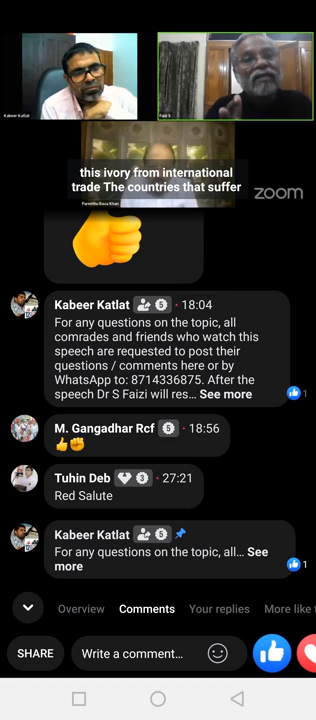 Kabeer Katlat
Faizi S
this ivory from international
trade The countries that suffer
zoom
Kabeer Katlat 5 · 18:04
For any questions on the topic, all
comrades and friends who watch this
speech are requested to post their
questions / comments here or by
WhatsApp to: 8714336875. After the
speech Dr S Faizi will res... See more
1
M. Gangadhar Rcf 5 · 18:56
👍✊
Tuhin Deb 3 · 27:21
Red Salute
Kabeer Katlat 5
For any questions on the topic, all... See
more
1
Overview Comments Your replies More like t
SHARE Write a comment...